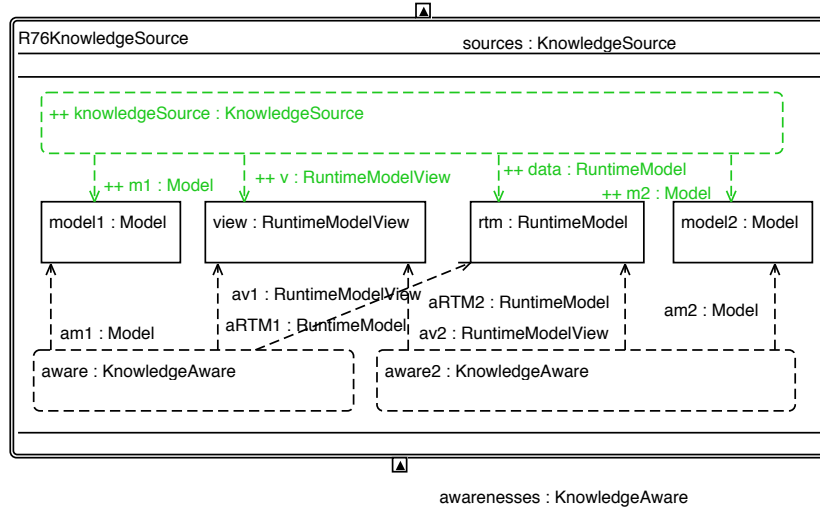 R76KnowledgeSource
sources : KnowledgeSource
++ knowledgeSource : KnowledgeSource
++ m1 : Model
++ v : RuntimeModelView
++ data : RuntimeModel
++ m2 : Model
model1 : Model
view : RuntimeModelView
rtm : RuntimeModel
model2 : Model
av1 : RuntimeModelView
aRTM2 : RuntimeModel
am2 : Model
am1 : Model
aRTM1 : RuntimeModel
av2 : RuntimeModelView
aware : KnowledgeAware
aware2 : KnowledgeAware
awarenesses : KnowledgeAware